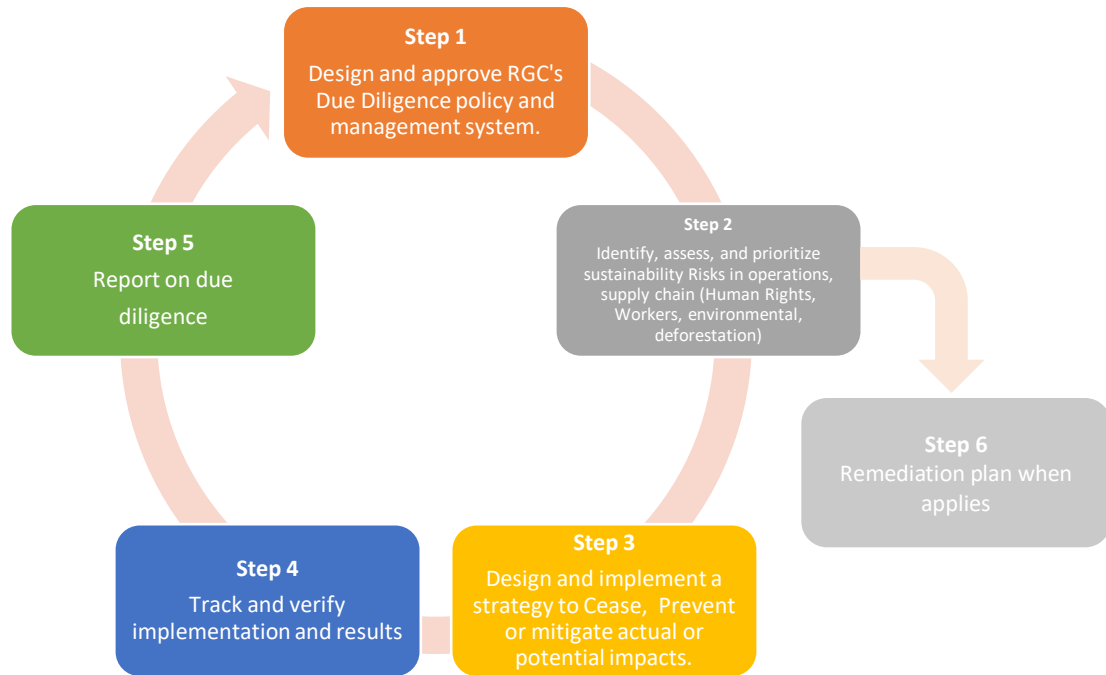 Step 1
Design and approve RGC's
Due Diligence policy and
management system.
Step 2
Identify, assess, and prioritize
sustainability Risks in operations,
supply chain (Human Rights,
Workers, environmental,
deforestation)
Step 3
Design and implement a
strategy to Cease,  Prevent
or mitigate actual or
potential impacts.
Step 4
Track and verify
implementation and results
Step 5
Report on due
diligence
Step 6
Remediation plan when
applies